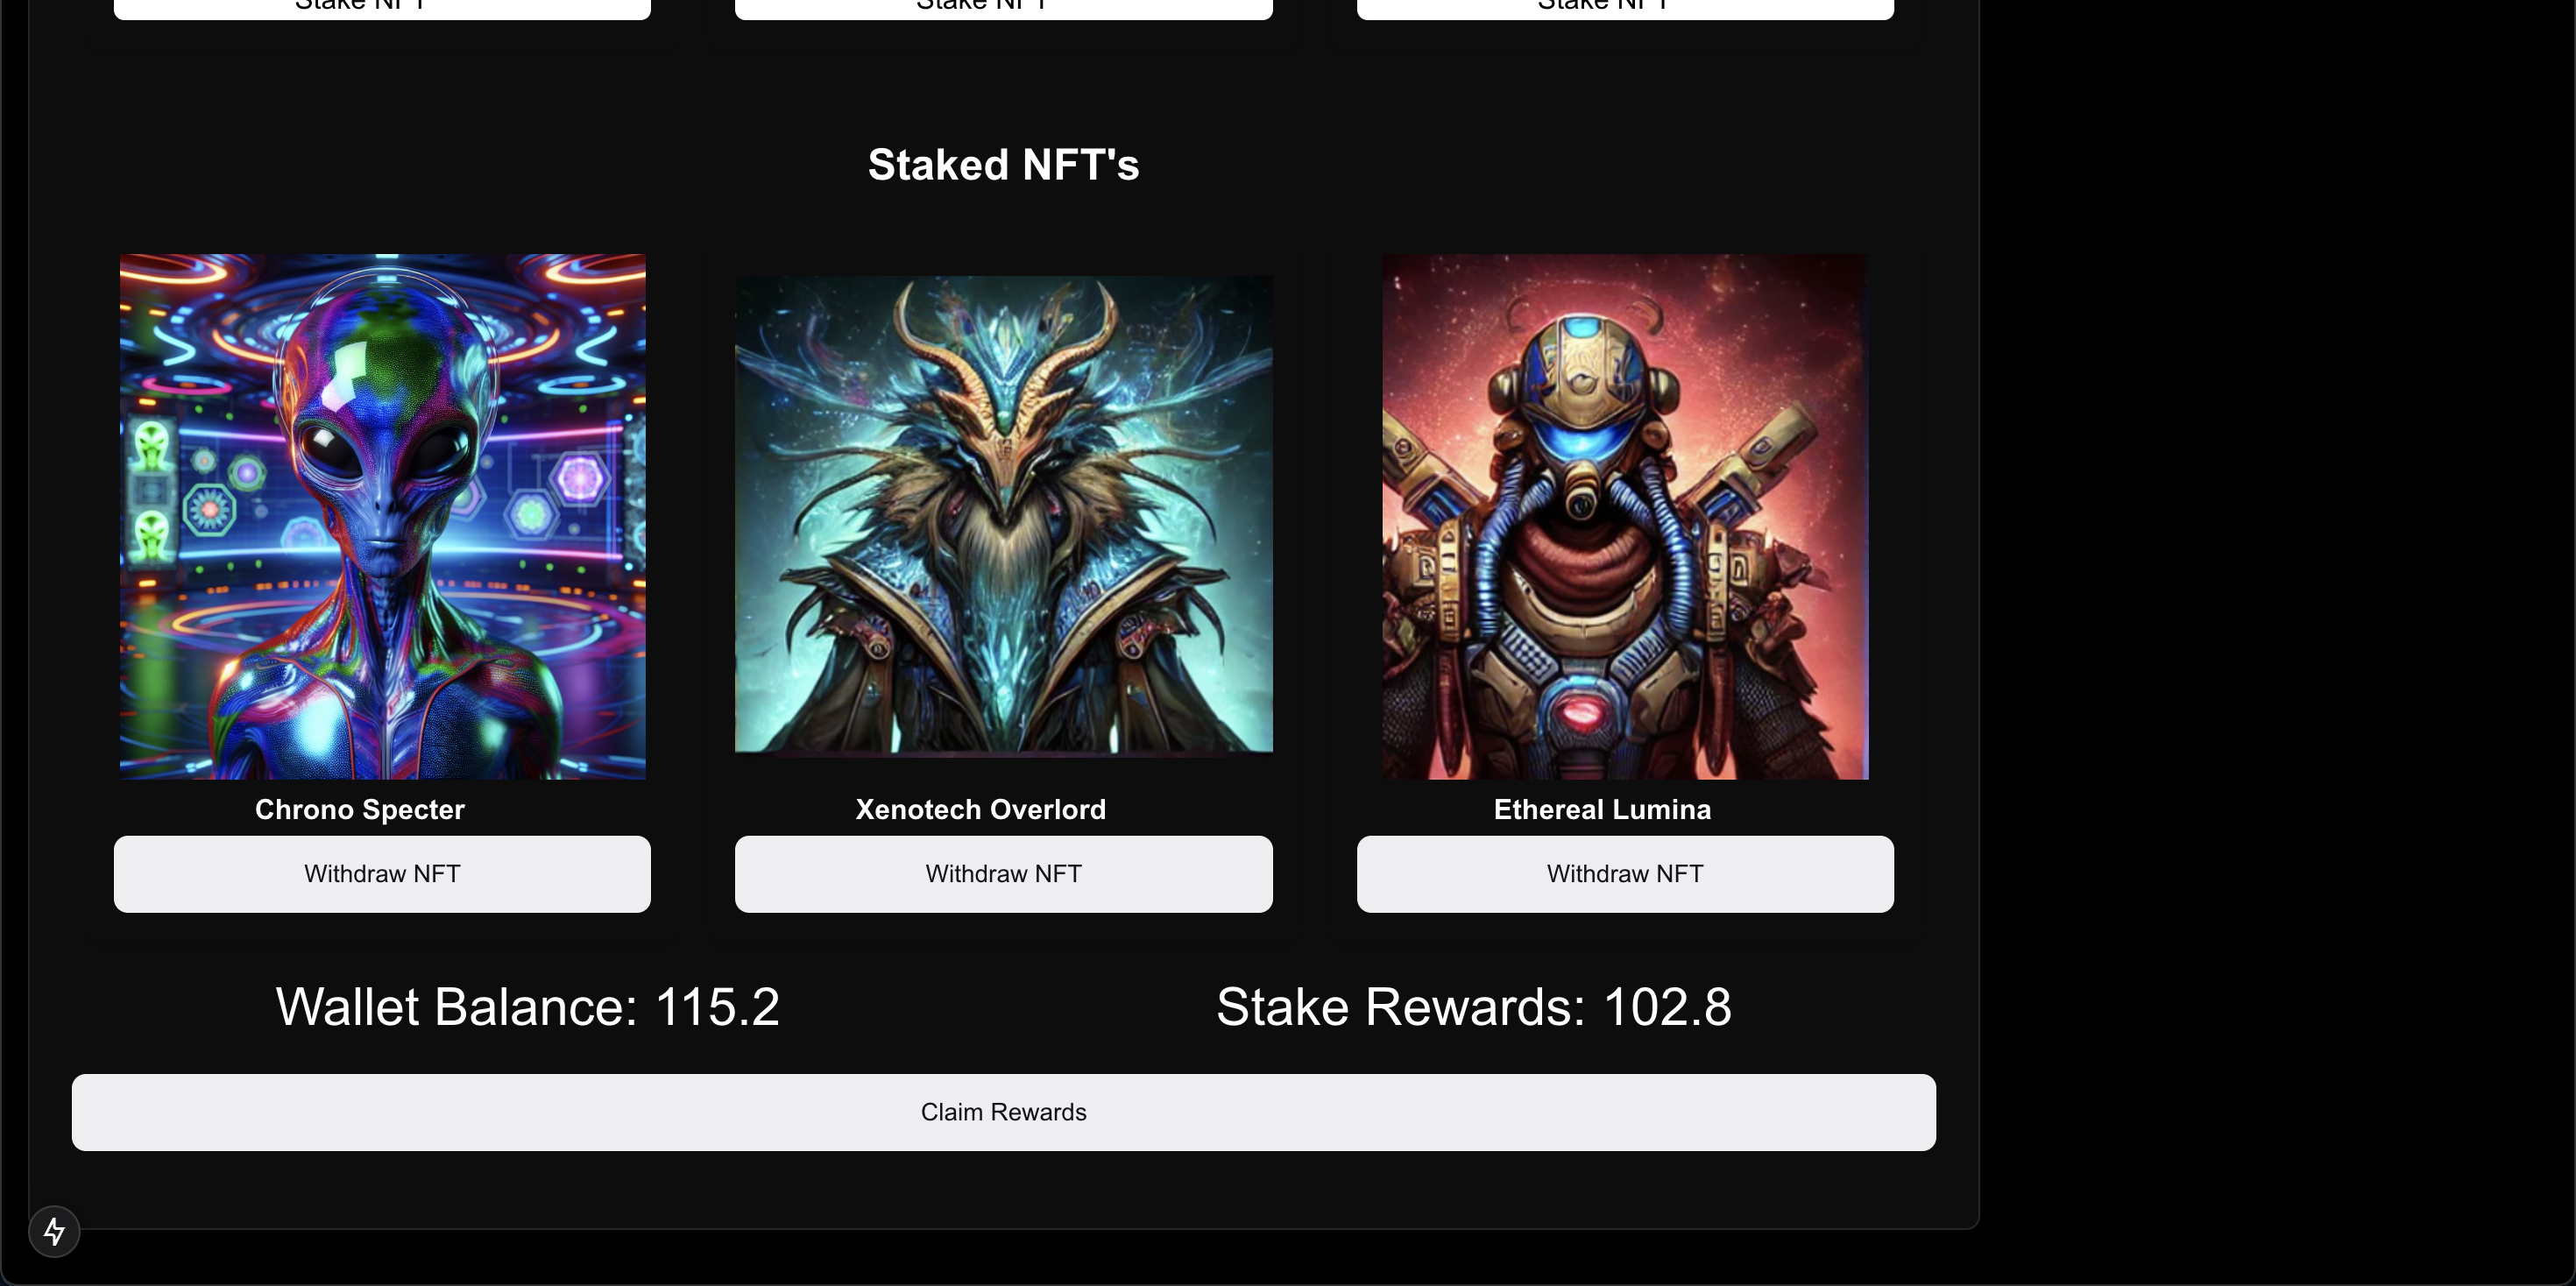 Stake NFT Stake NFT Stake NFT
Staked NFT's
Chrono Specter Xenotech Overlord Ethereal Lumina
Withdraw NFT Withdraw NFT Withdraw NFT
Wallet Balance: 115.2 Stake Rewards: 102.8
Claim Rewards